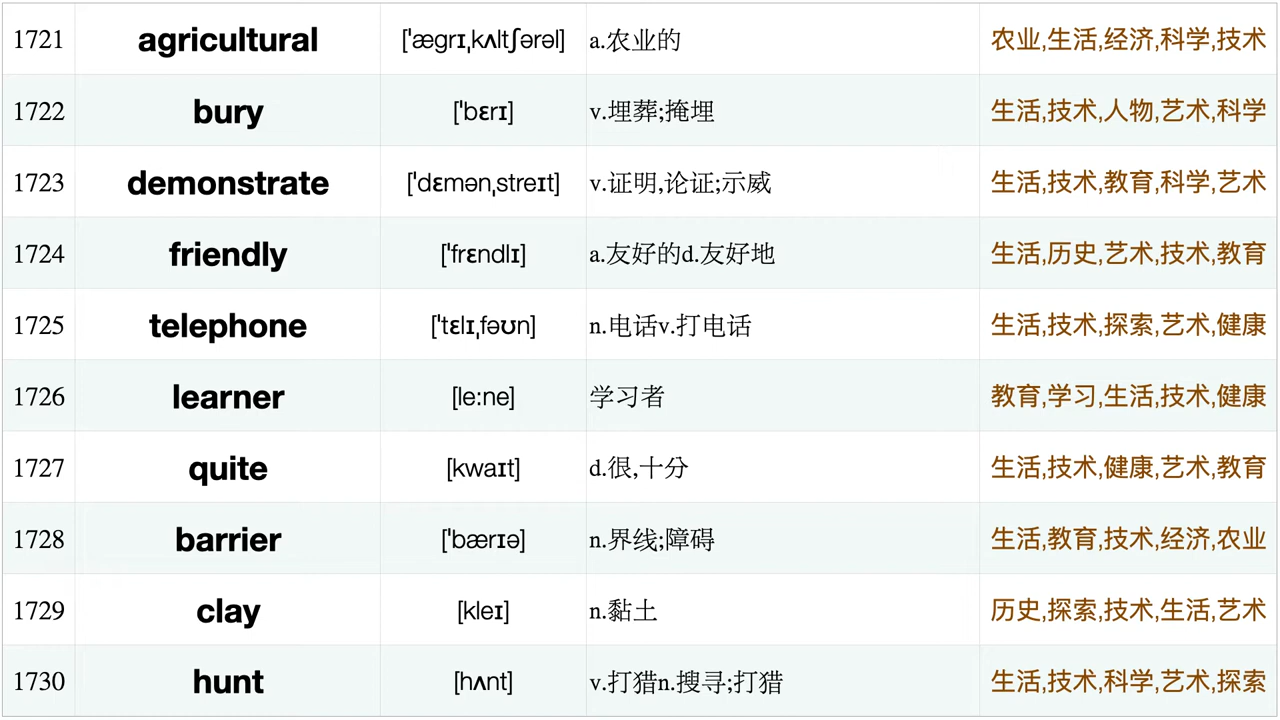 1721 agricultural [ˈægrɪˌkʌltʃərəl] a.农业的 农业,生活,经济,科学,技术
1722 bury [ˈbɛrɪ] v.埋葬;掩埋 生活,技术,人物,艺术,科学
1723 demonstrate [ˈdɛmənˌstreɪt] v.证明,论证;示威 生活,技术,教育,科学,艺术
1724 friendly [ˈfrɛndlɪ] a.友好的d.友好地 生活,历史,艺术,技术,教育
1725 telephone [ˈtɛlɪˌfəʊn] n.电话v.打电话 生活,技术,探索,艺术,健康
1726 learner [le:ne] 学习者 教育,学习,生活,技术,健康
1727 quite [kwaɪt] d.很,十分 生活,技术,健康,艺术,教育
1728 barrier [ˈbærɪə] n.界线;障碍 生活,教育,技术,经济,农业
1729 clay [kleɪ] n.黏土 历史,探索,技术,生活,艺术
1730 hunt [hʌnt] v.打猎n.搜寻;打猎 生活,技术,科学,艺术,探索